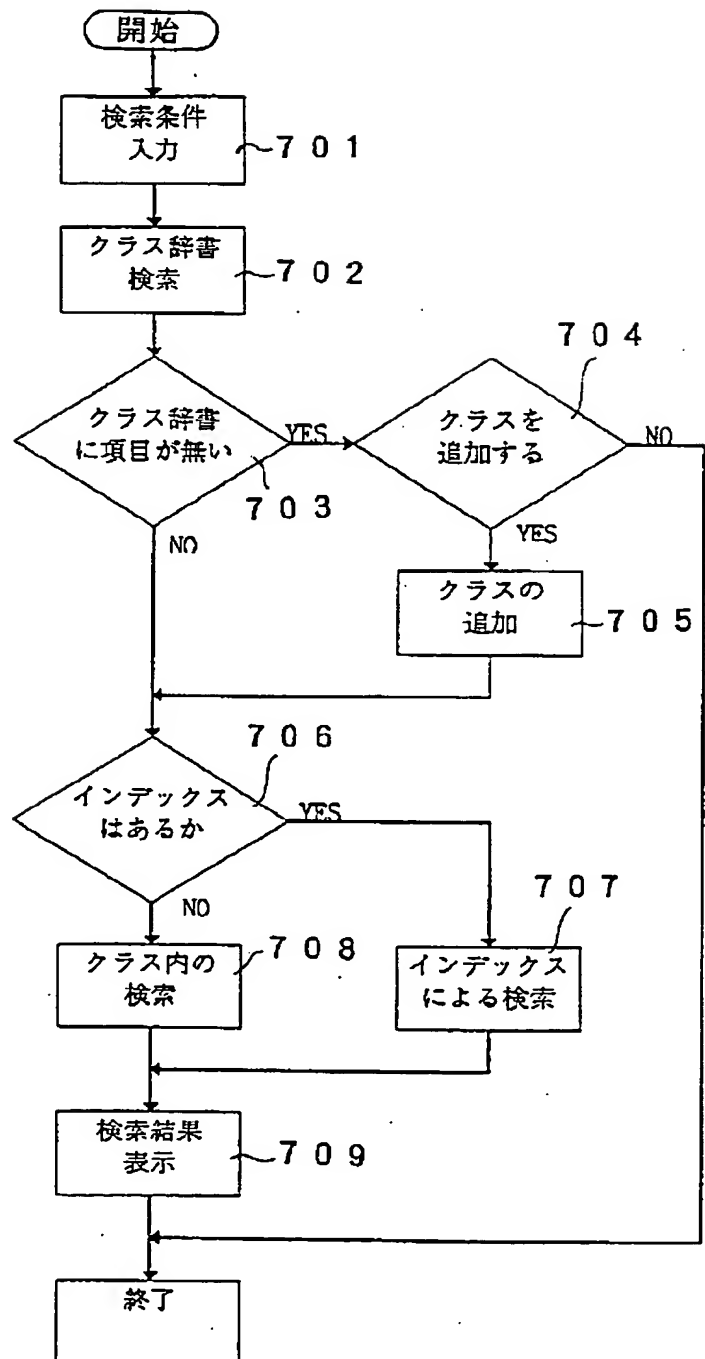 開始
検索条件
入力
701
クラス辞書
検索
702
704
クラス辞書
に項目が無い
YES
クラスを
追加する
NO
703
NO
YES
クラスの
追加
705
706
インデックス
はあるか
YES
NO
707
クラス内の
検索
708
インデックス
による検索
検索結果
表示
709
終了